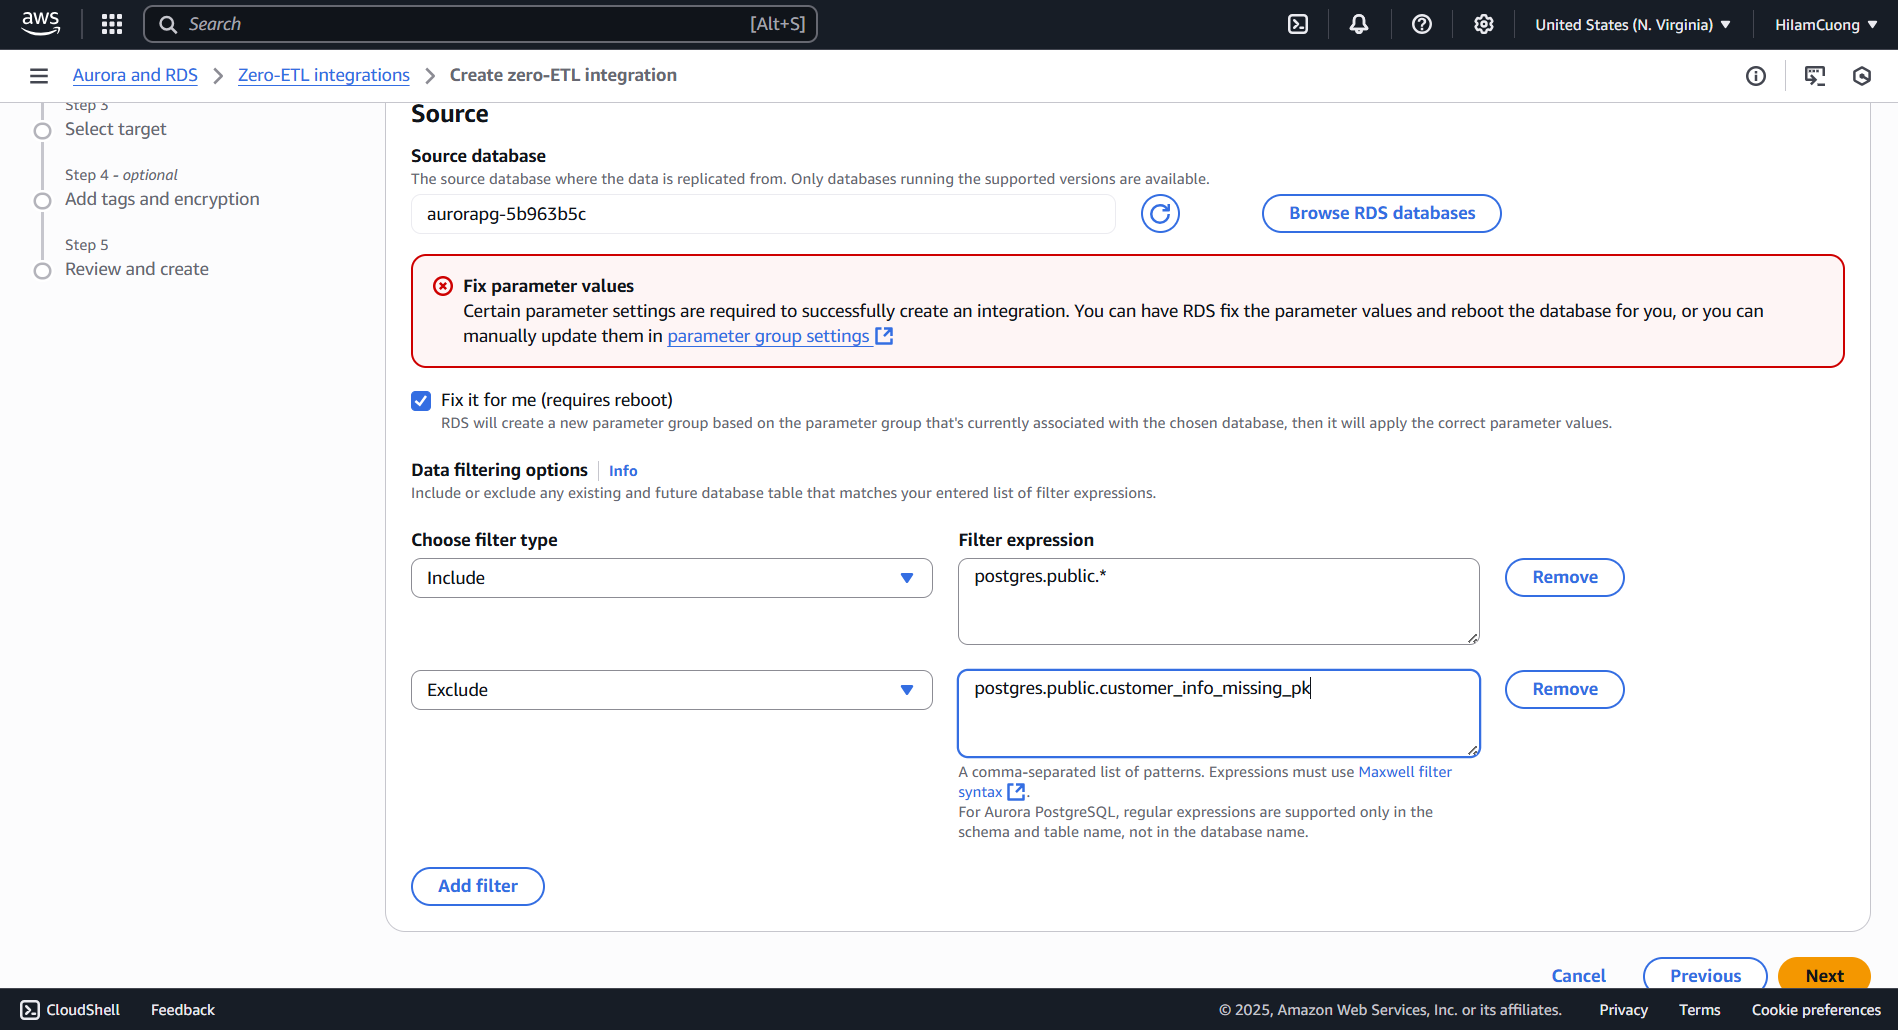 aws
Search
[Alt+S]
United States (N. Virginia)
HilamCuong
Aurora and RDS
Zero-ETL integrations
Create zero-ETL integration
Step 3
Select target
Step 4 - optional
Add tags and encryption
Step 5
Review and create
Source
Source database
The source database where the data is replicated from. Only databases running the supported versions are available.
aurorapg-5b963b5c
Browse RDS databases
Fix parameter values
Certain parameter settings are required to successfully create an integration. You can have RDS fix the parameter values and reboot the database for you, or you can
manually update them in parameter group settings
Fix it for me (requires reboot)
RDS will create a new parameter group based on the parameter group that's currently associated with the chosen database, then it will apply the correct parameter values.
Data filtering options
Info
Include or exclude any existing and future database table that matches your entered list of filter expressions.
Choose filter type
Filter expression
Include
postgres.public.*
Remove
Exclude
postgres.public.customer_info_missing_pk
Remove
A comma-separated list of patterns. Expressions must use Maxwell filter
syntax.
For Aurora PostgreSQL, regular expressions are supported only in the
schema and table name, not in the database name.
Add filter
Cancel
Previous
Next
CloudShell
Feedback
© 2025, Amazon Web Services, Inc. or its affiliates.
Privacy
Terms
Cookie preferences